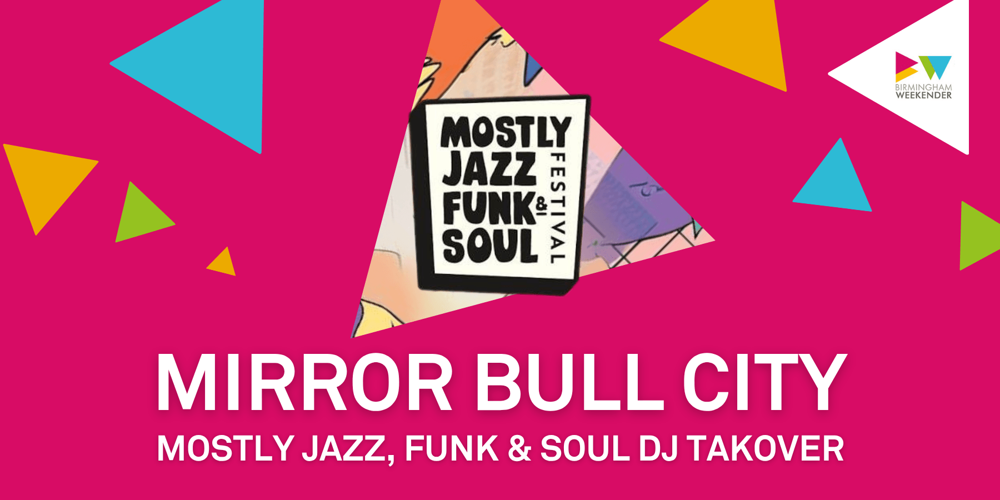 BIRMINGHAM
WEEKENDER
MOSTLY
JAZZ
FUNK &
SOUL
FESTIVAL
MIRROR BULL CITY
MOSTLY JAZZ, FUNK & SOUL DJ TAKOVER